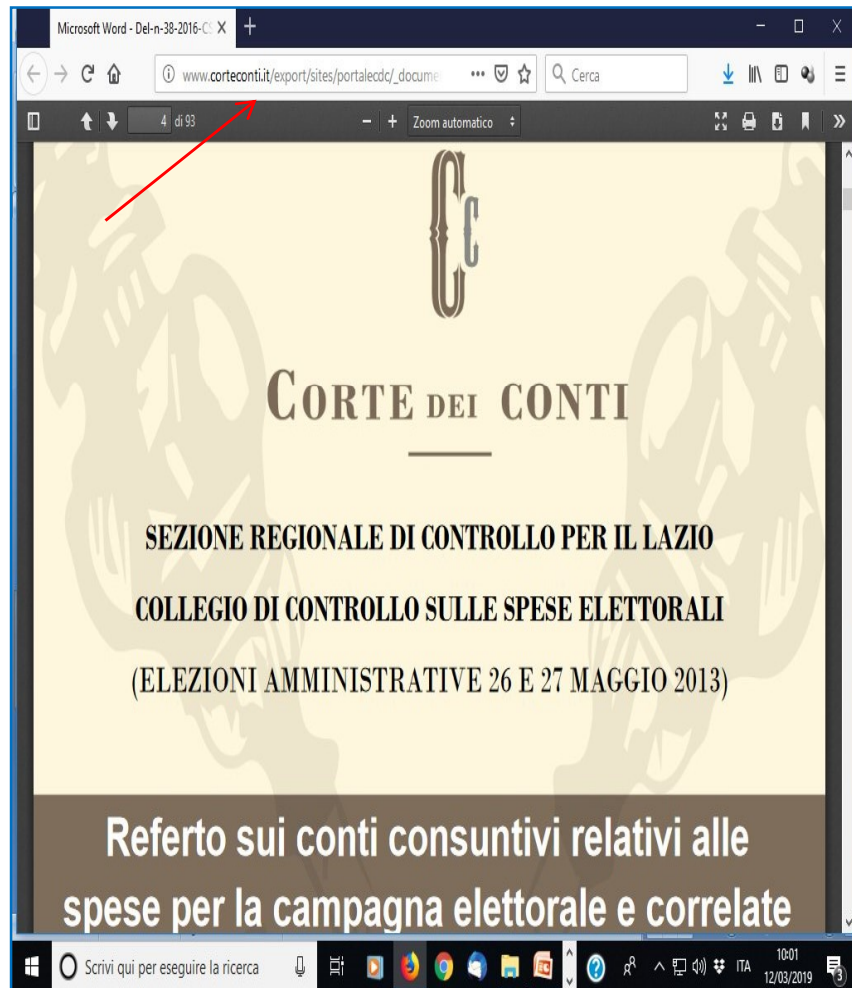 Microsoft Word - Del-n-38-2016-CS
www.corteconti.it/export/sites/portalecdc/_docume
Cerca
4 di 93
Zoom automatico
Cc
CORTE DEI CONTI
SEZIONE REGIONALE DI CONTROLLO PER IL LAZIO
COLLEGIO DI CONTROLLO SULLE SPESE ELETTORALI
(ELEZIONI AMMINISTRATIVE 26 E 27 MAGGIO 2013)
Referto sui conti consuntivi relativi alle
spese per la campagna elettorale e correlate
Scrivi qui per eseguire la ricerca
ITA
10:01
12/03/2019
3